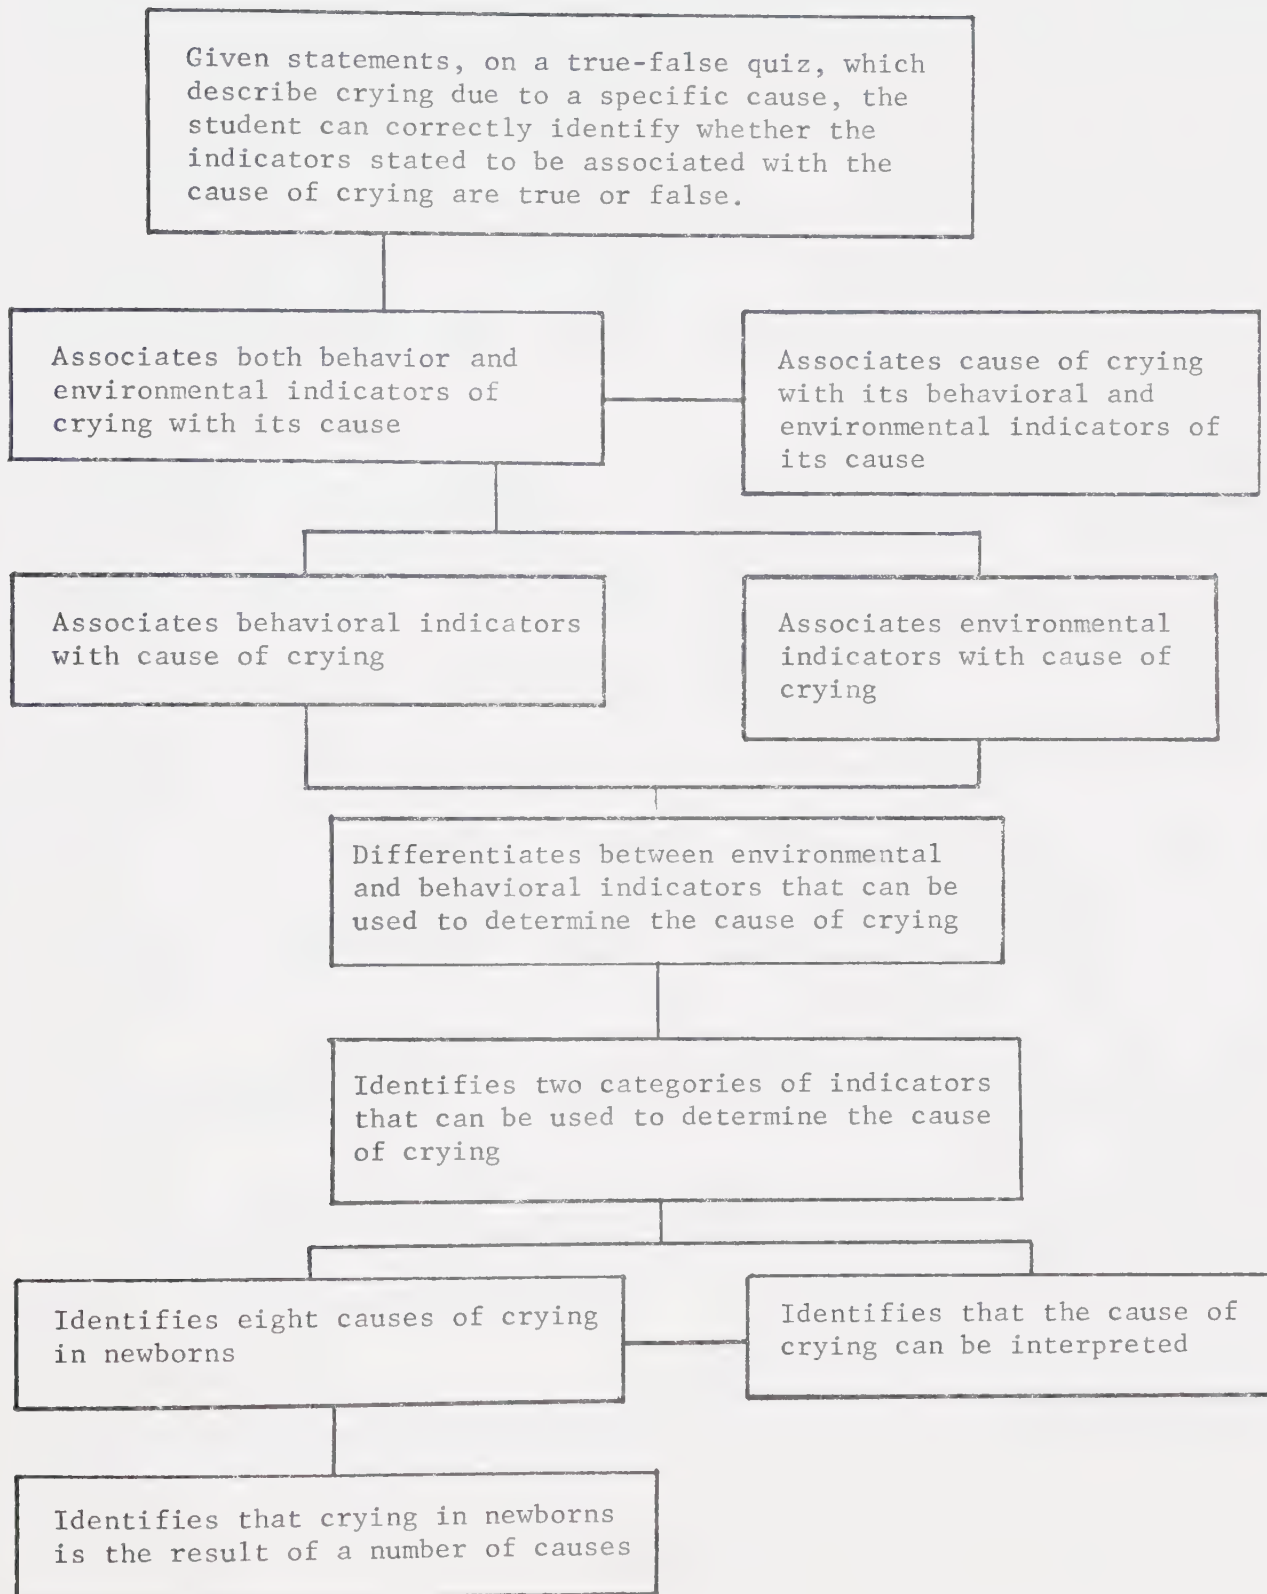 Given statements, on a true-false quiz, which
describe crying due to a specific cause, the
student can correctly identify whether the
indicators stated to be associated with the
cause of crying are true or false.
Associates both behavior and
environmental indicators of
crying with its cause
Associates cause of crying
with its behavioral and
environmental indicators of
its cause
Associates behavioral indicators
with cause of crying
Associates environmental
indicators with cause of
crying
Differentiates between environmental
and behavioral indicators that can be
used to determine the cause of crying
Identifies two categories of indicators
that can be used to determine the cause
of crying
Identifies eight causes of crying
in newborns
Identifies that the cause of
crying can be interpreted
Identifies that crying in newborns
is the result of a number of causes